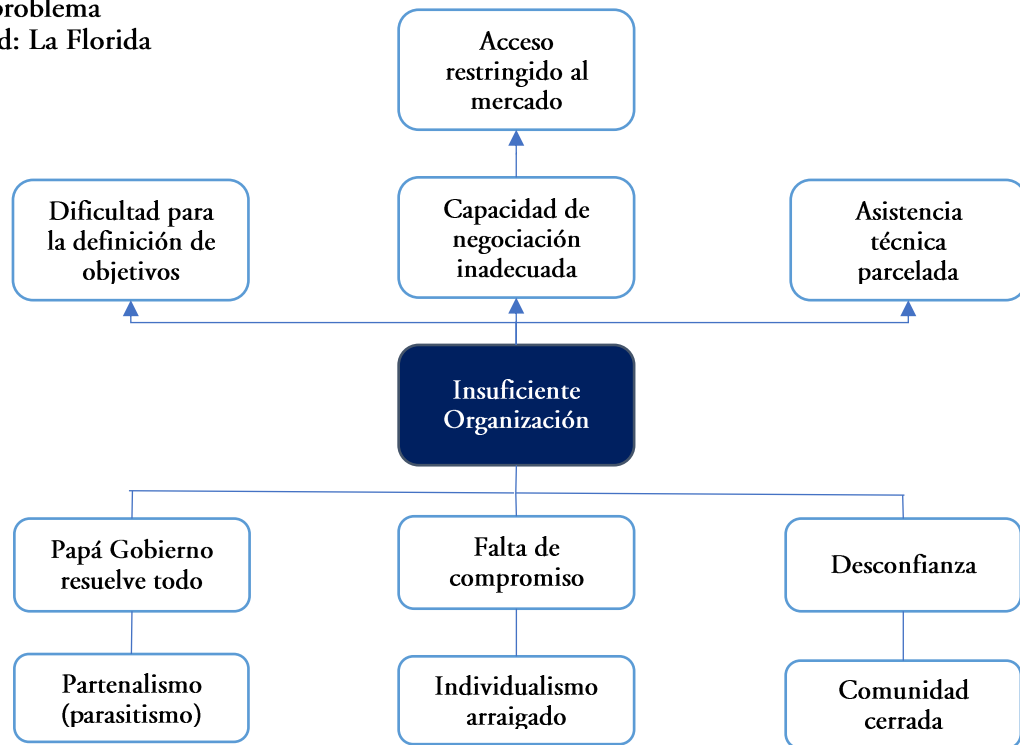 problema
d: La Florida
Acceso
restringido al
mercado
Dificultad para
la definición de
objetivos
Capacidad de
negociación
inadecuada
Asistencia
técnica
parcelada
Insuficiente
Organización
Papá Gobierno
resuelve todo
Falta de
compromiso
Desconfianza
Partenalismo
(parasitismo)
Individualismo
arraigado
Comunidad
cerrada